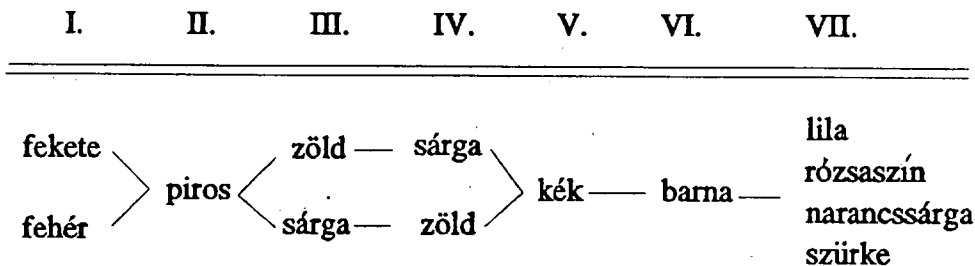 I. II. III. IV. V. VI. VII.
fekete zöld sárga lila
piros kék barna rózsaszín
fehér sárga zöld narancssárga
szürke